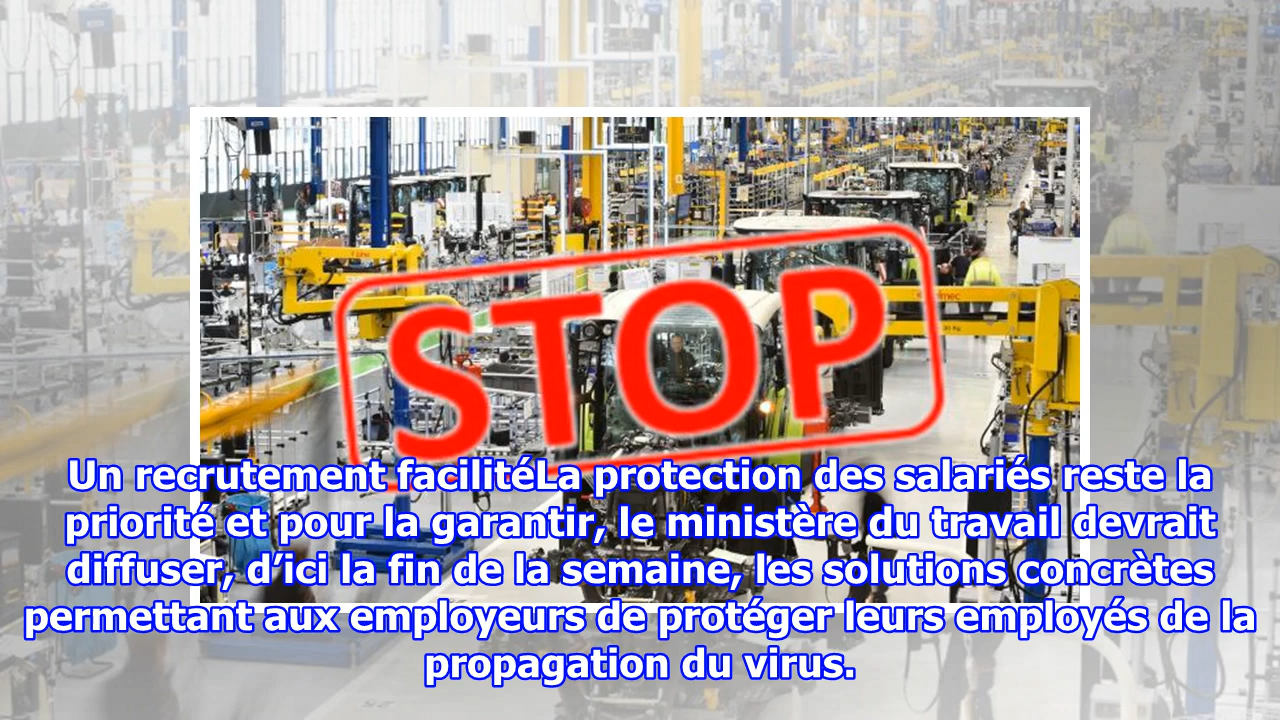 STOP
Un recrutement facilitéLa protection des salariés reste la
priorité et pour la garantir, le ministère du travail devrait
diffuser, d’ici la fin de la semaine, les solutions concrètes
permettant aux employeurs de protéger leurs employés de la
propagation du virus.